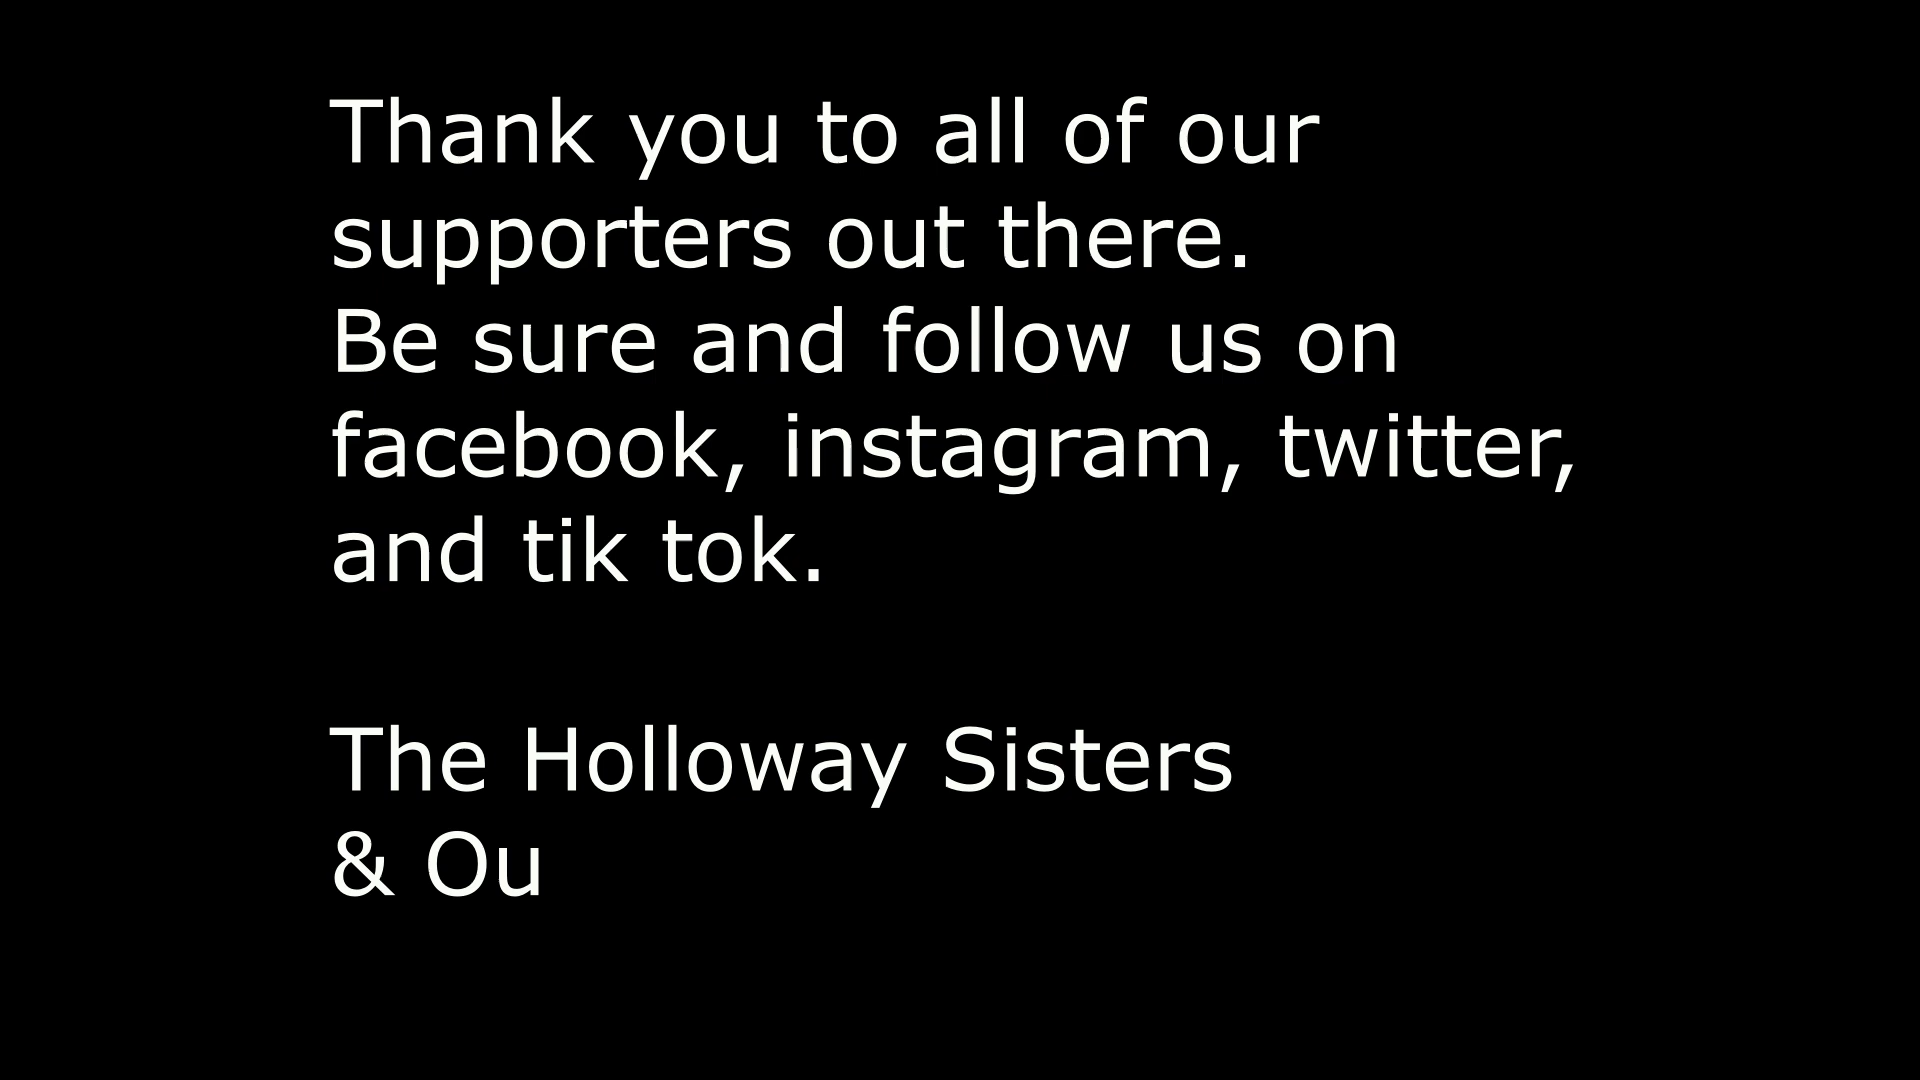 Thank you to all of our
supporters out there.
Be sure and follow us on
facebook, instagram, twitter,
and tik tok.
The Holloway Sisters
& Ou